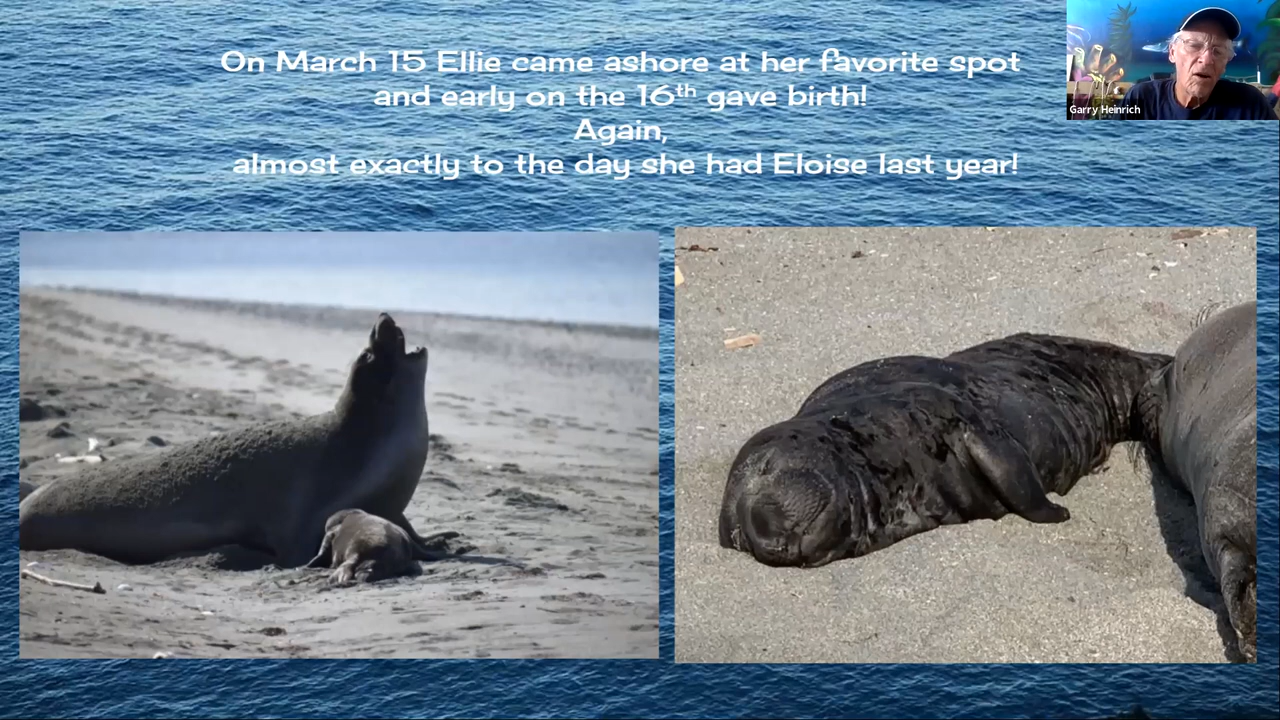 On March 15 Ellie came ashore at her favorite spot
and early on the 16th gave birth!
Again,
almost exactly to the day she had Eloise last year!
Garry Heinrich